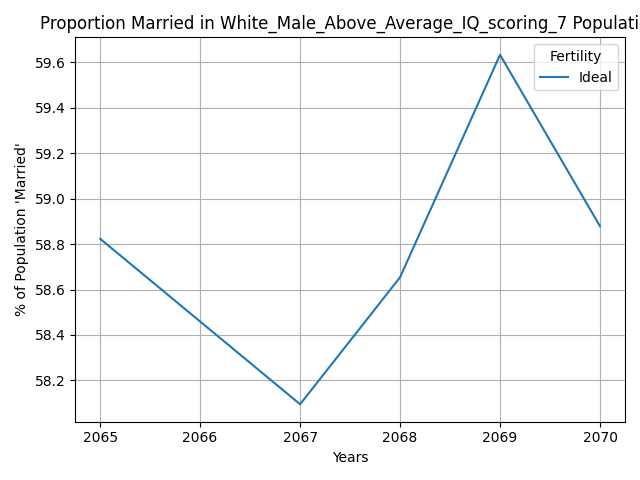 Proportion Married in White_Male_Above_Average_IQ_scoring_7 Populati
Fertility
Ideal
% of Population 'Married'
59.6
59.4
59.2
59.0
58.8
58.6
58.4
58.2
2065 2066 2067 2068 2069 2070
Years